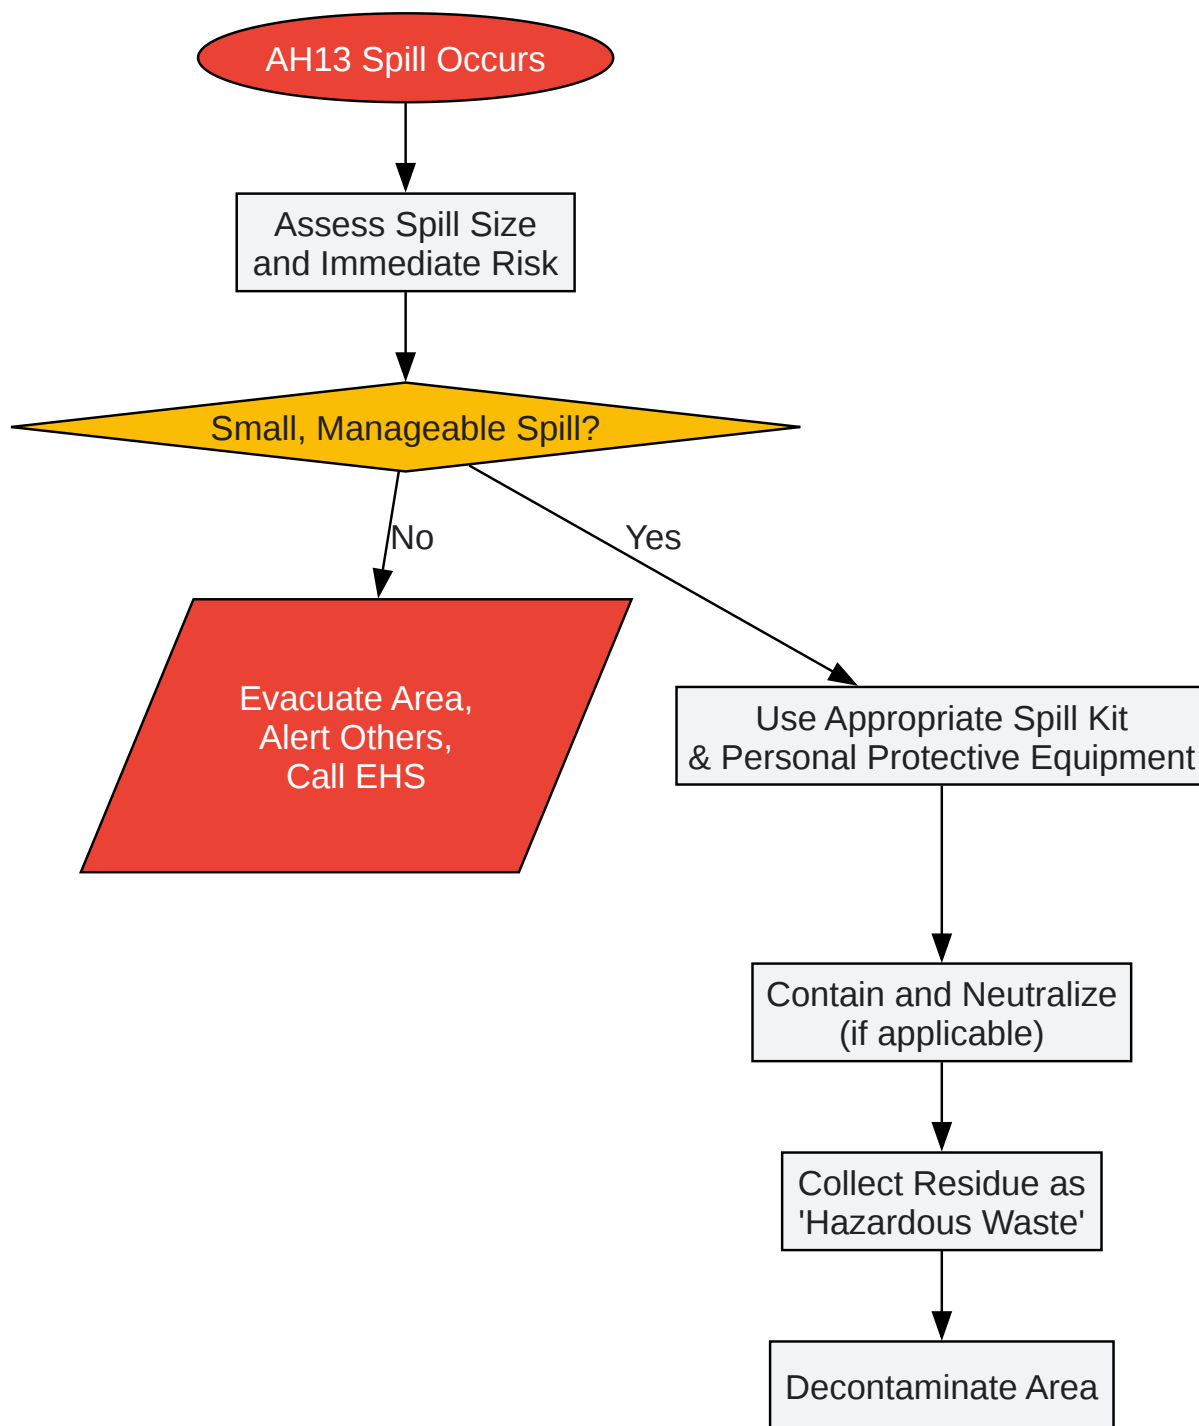 AH13 Spill Occurs
Assess Spill Size
and Immediate Risk
Small, Manageable Spill?
No
Yes
Evacuate Area,
Alert Others,
Call EHS
Use Appropriate Spill Kit
& Personal Protective Equipment
Contain and Neutralize
(if applicable)
Collect Residue as
'Hazardous Waste'
Decontaminate Area